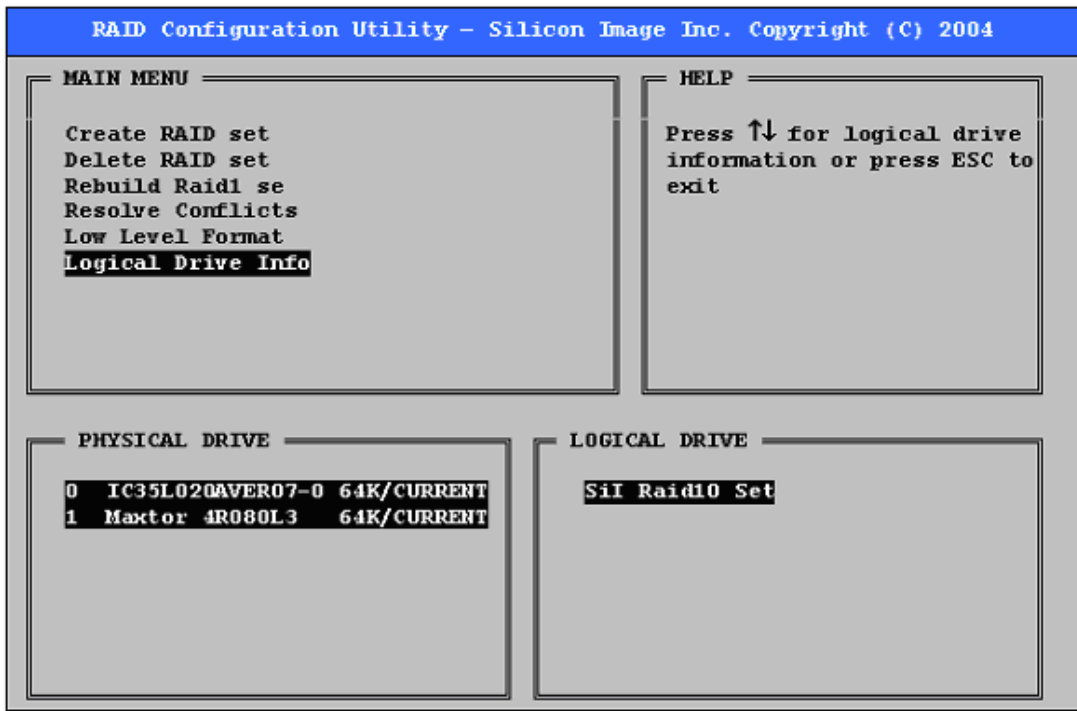 RAID Configuration Utility – Silicon Image Inc. Copyright (C) 2004
MAIN MENU
Create RAID set
Delete RAID set
Rebuild Raid1 se
Resolve Conflicts
Low Level Format
Logical Drive Info
HELP
Press ↑↓ for logical drive
information or press ESC to
exit
PHYSICAL DRIVE
0 IC35L020AVER07-0 64K/CURRENT
1 Maxtor 4R080L3 64K/CURRENT
LOGICAL DRIVE
SiI Raid10 Set